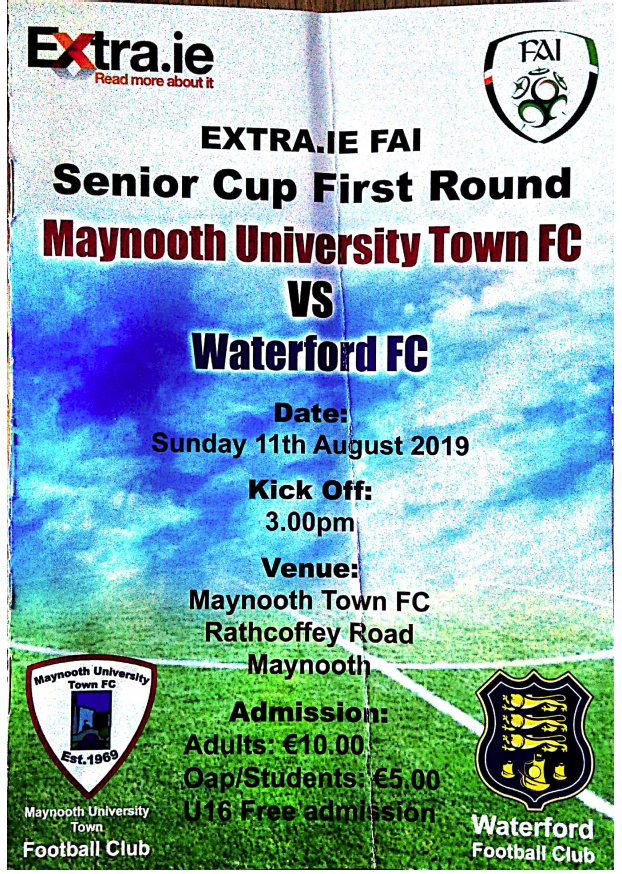 Extra.ie
Read more about it
FAI
EXTRA.IE FAI
Senior Cup First Round
Maynooth University Town FC
VS
Waterford FC
Date:
Sunday 11th August 2019
Kick Off:
3.00pm
Venue:
Maynooth Town FC
Rathcoffey Road
Maynooth
Admission:
Adults: €10.00
Oap/Students: €5.00
U16 Free admission
Maynooth University
Town FC
Est.1969
Maynooth University
Town
Football Club
Waterford
Football Club